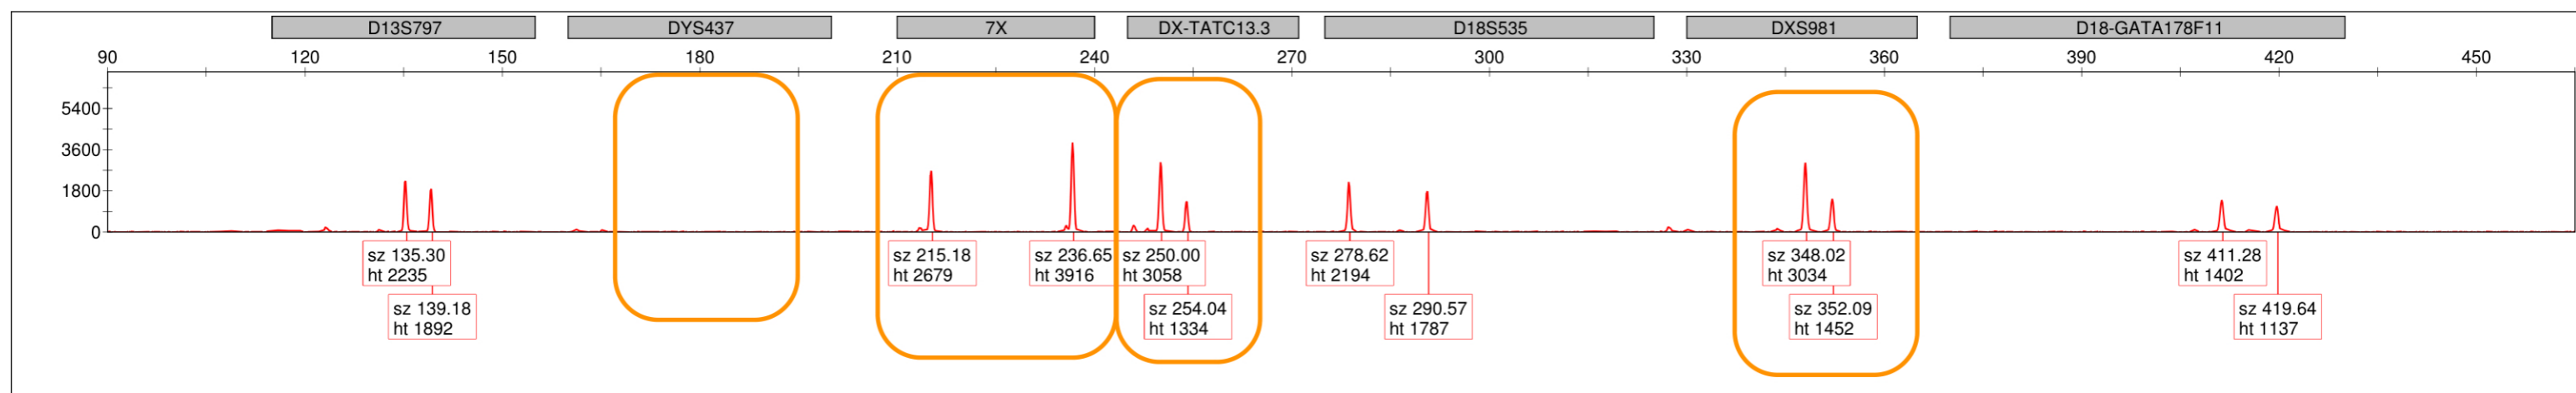 D13S797 DYS437 7X DX-TATC13.3 D18S535 DXS981 D18-GATA178F11
90 120 150 180 210 240 270 300 330 360 390 420 450
5400
3600
1800
0
sz 135.30
ht 2235
sz 139.18
ht 1892
sz 215.18
ht 2679
sz 236.65
ht 3916
sz 250.00
ht 3058
sz 254.04
ht 1334
sz 278.62
ht 2194
sz 290.57
ht 1787
sz 348.02
ht 3034
sz 352.09
ht 1452
sz 411.28
ht 1402
sz 419.64
ht 1137